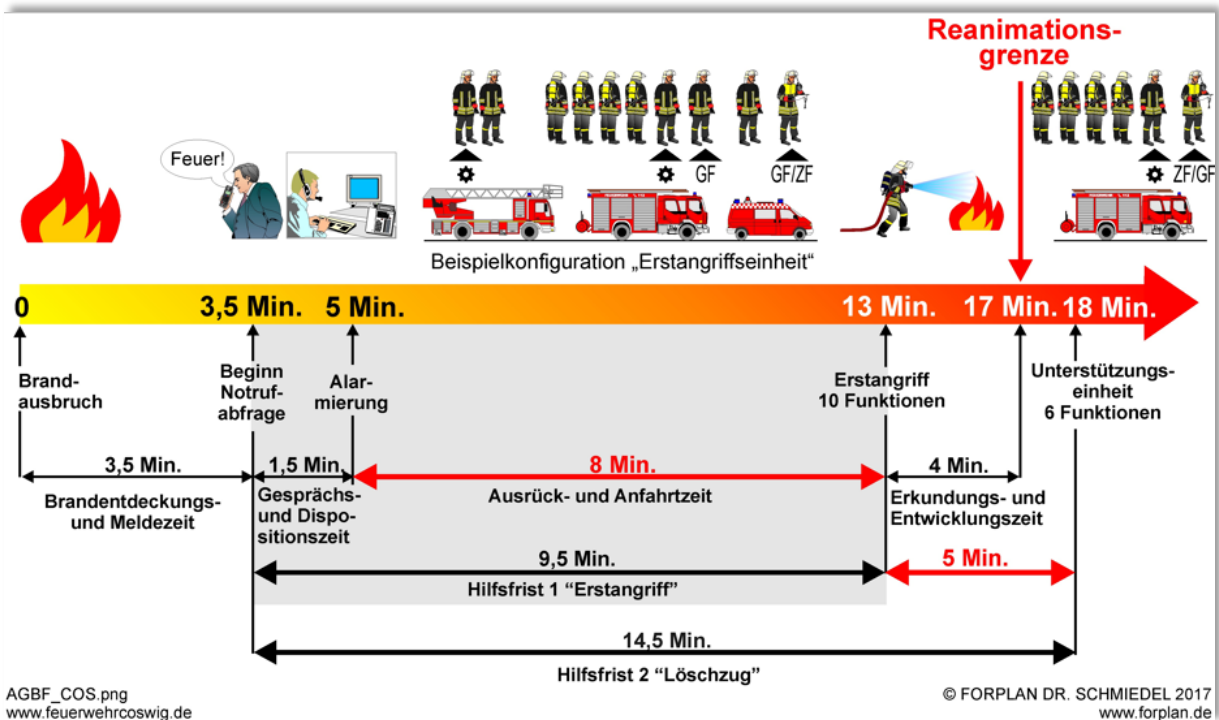 Reanimations-
grenze
Feuer!
GF
GF/ZF
ZF/GF
Beispielkonfiguration „Erstangriffseinheit“
0
3,5 Min.
5 Min.
13 Min.
17 Min.
18 Min.
Brand-
ausbruch
Beginn
Notruf-
abfrage
Alar-
mierung
Erstangriff
10 Funktionen
Unterstützungs-
einheit
6 Funktionen
3,5 Min.
Brandentdeckungs-
und Meldezeit
1,5 Min.
Gesprächs-
und Dispo-
sitionszeit
8 Min.
Ausrück- und Anfahrtzeit
4 Min.
Erkundungs- und
Entwicklungszeit
9,5 Min.
Hilfsfrist 1 “Erstangriff”
5 Min.
14,5 Min.
Hilfsfrist 2 “Löschzug”
AGBF_COS.png
www.feuerwehrcoswig.de
© FORPLAN DR. SCHMIEDEL 2017
www.forplan.de